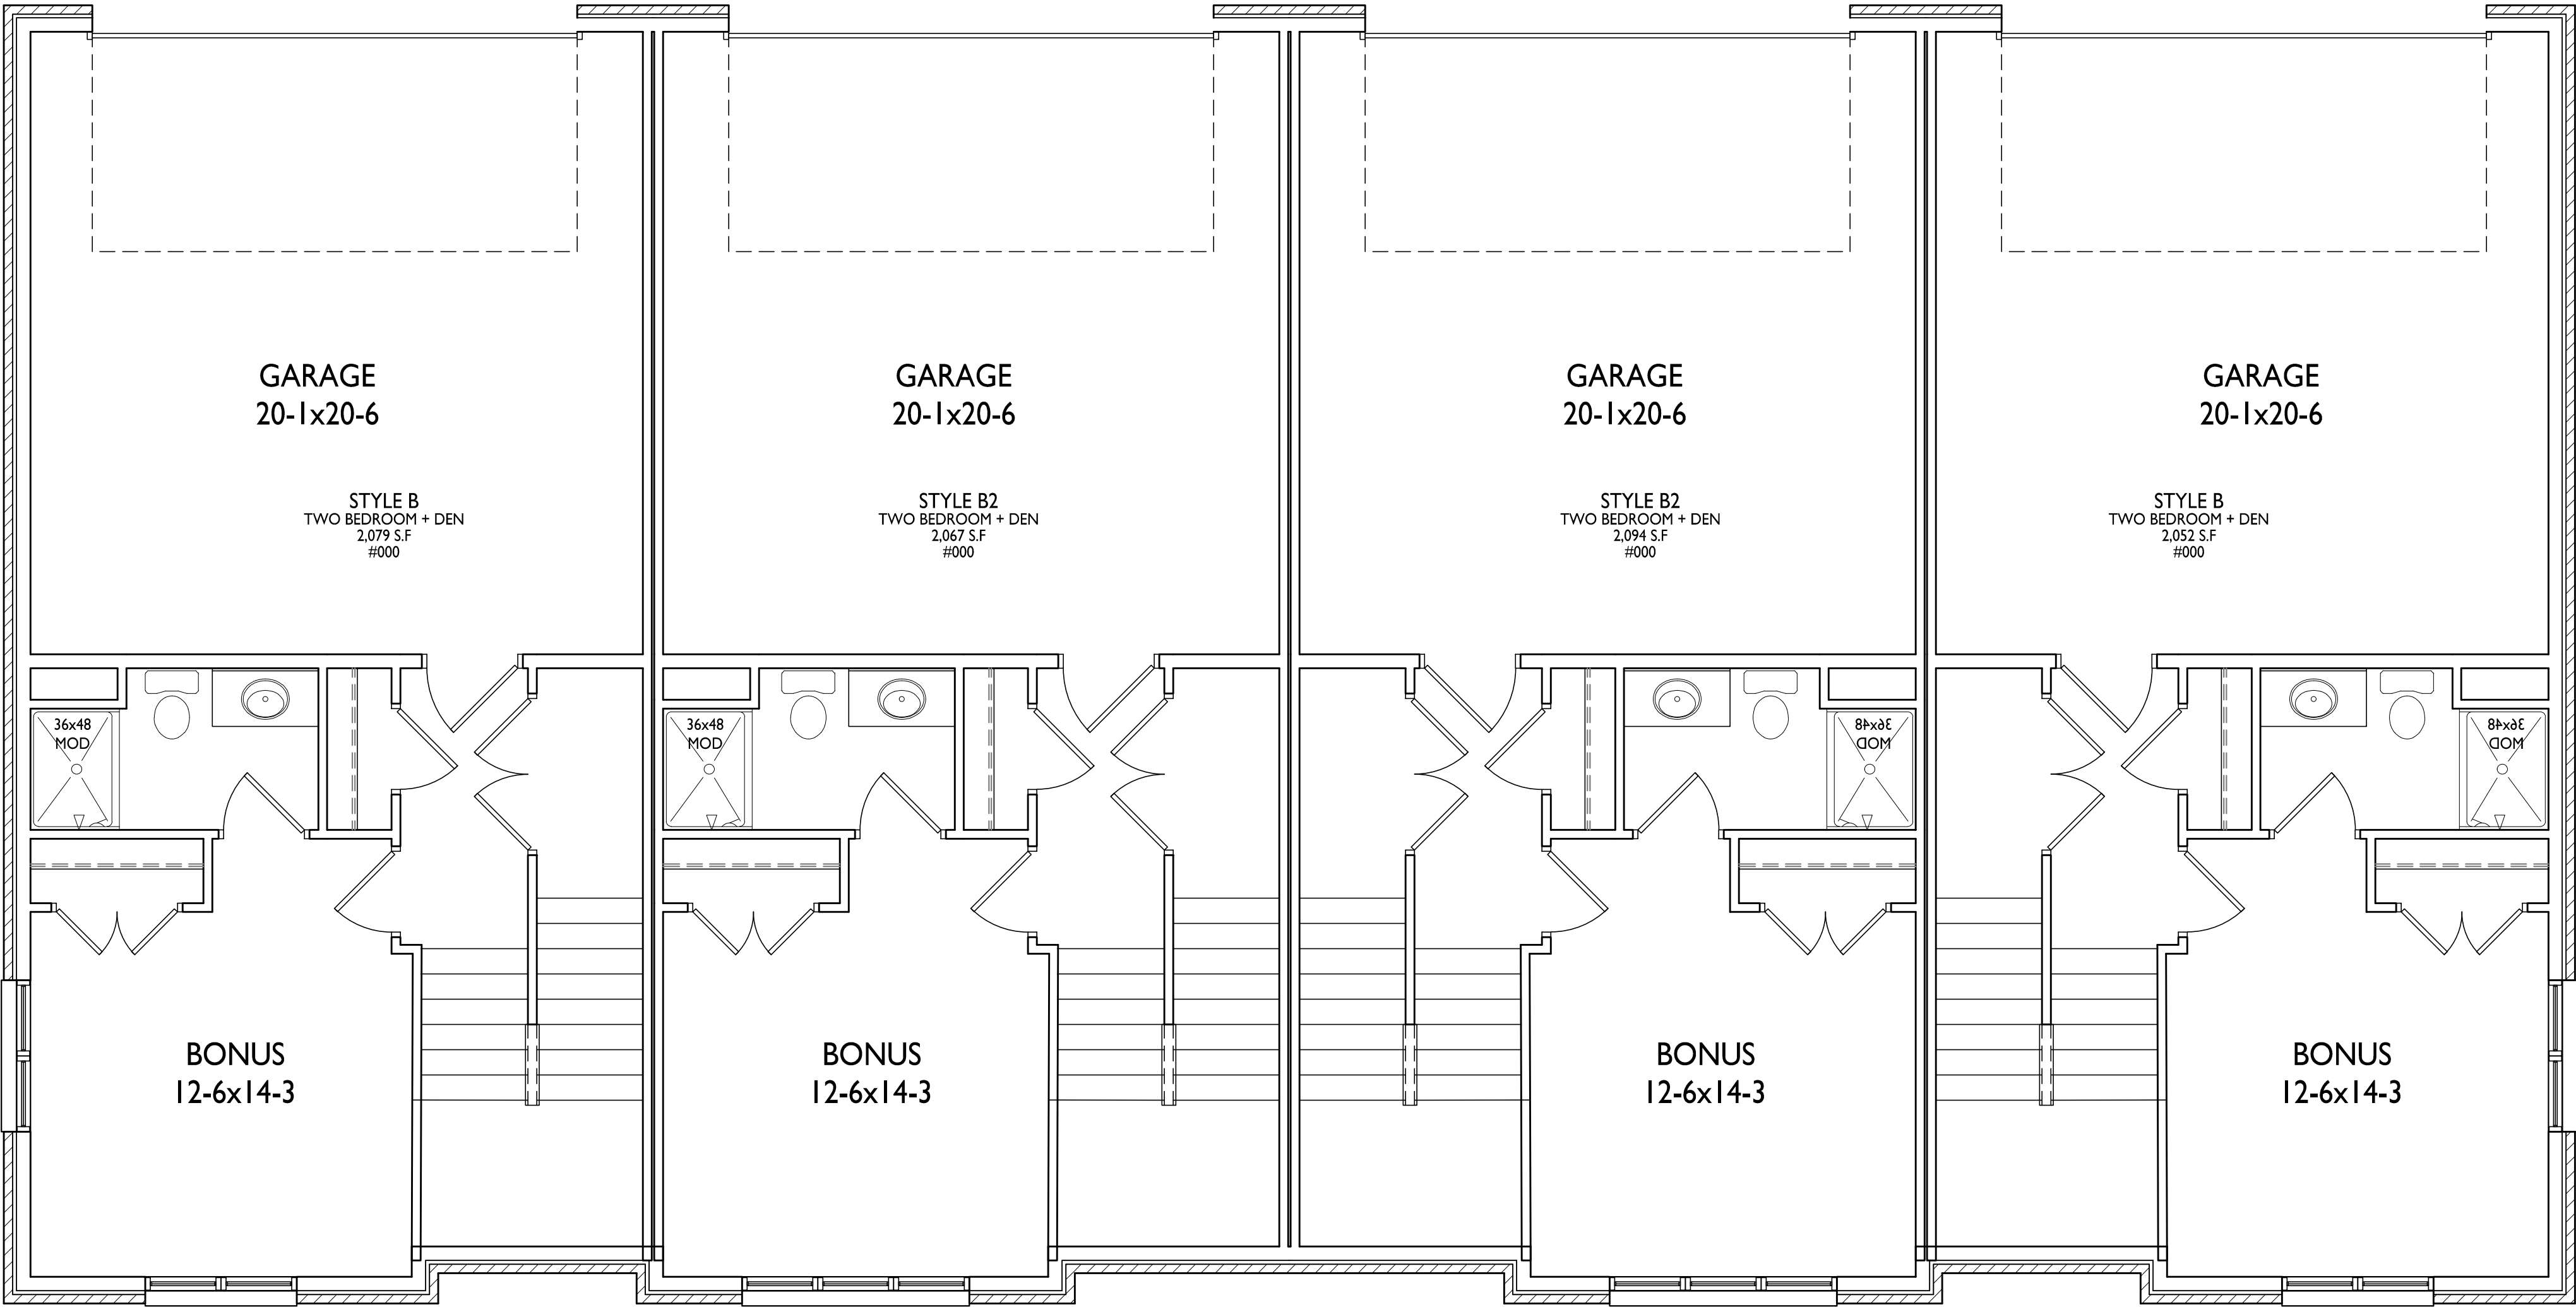 GARAGE
20-1x20-6
STYLE B
TWO BEDROOM + DEN
2,079 S.F
#000
GARAGE
20-1x20-6
STYLE B2
TWO BEDROOM + DEN
2,067 S.F
#000
GARAGE
20-1x20-6
STYLE B2
TWO BEDROOM + DEN
2,094 S.F
#000
GARAGE
20-1x20-6
STYLE B
TWO BEDROOM + DEN
2,052 S.F
#000
36x48
MOD
36x48
MOD
36x48
MOD
36x48
MOD
BONUS
12-6x14-3
BONUS
12-6x14-3
BONUS
12-6x14-3
BONUS
12-6x14-3